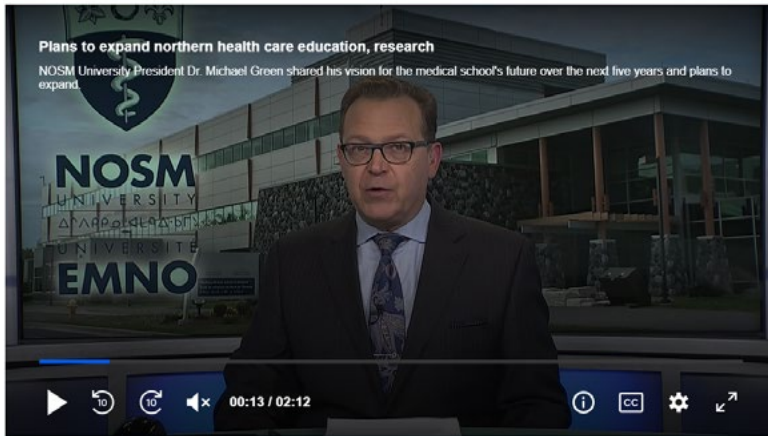 Plans to expand northern health care education, research
NOSM University President Dr. Michael Green shared his vision for the medical school's future over the next five years and plans to
expand.
NOSM
UNIVERSITY
UNIVERSITÉ
EMNO
10
10
00:13 / 02:12
CC